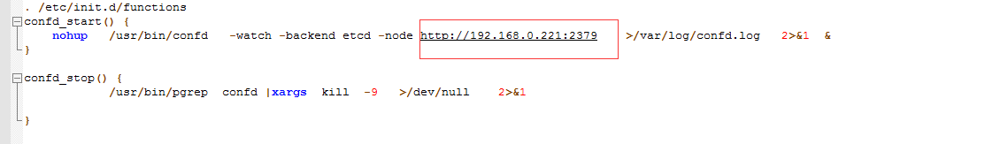 . /etc/init.d/functions
confd_start() {
nohup /usr/bin/confd -watch -backend etcd -node http://192.168.0.221:2379 >/var/log/confd.log 2>&1 &
}
confd_stop() {
/usr/bin/pgrep confd |xargs kill -9 >/dev/null 2>&1
}